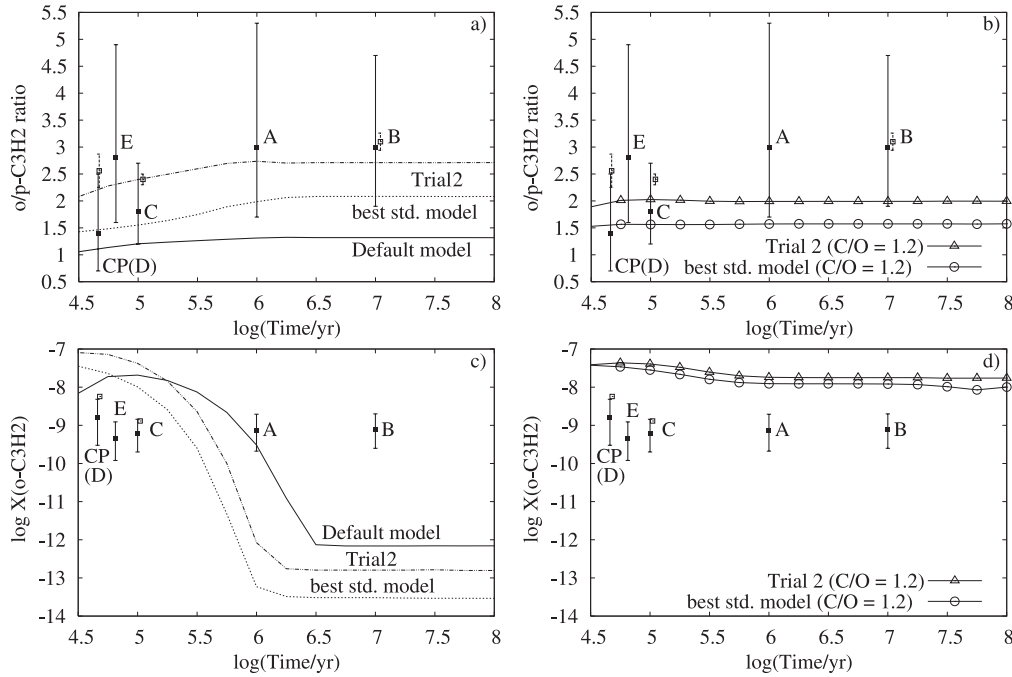 a)
o/p-C3H2 ratio
5.5
5
4.5
4
3.5
3
2.5
2
1.5
1
0.5
E
A
B
C
CP(D)
Trial2
best std. model
Default model
4.5 5 5.5 6 6.5 7 7.5 8
log(Time/yr)
b)
o/p-C3H2 ratio
5.5
5
4.5
4
3.5
3
2.5
2
1.5
1
0.5
E
A
B
C
CP(D)
Trial 2 (C/O = 1.2)
best std. model (C/O = 1.2)
4.5 5 5.5 6 6.5 7 7.5 8
log(Time/yr)
c)
log X(o-C3H2)
-7
-8
-9
-10
-11
-12
-13
-14
E
C
A
B
CP
(D)
Default model
Trial2
best std. model
4.5 5 5.5 6 6.5 7 7.5 8
log(Time/yr)
d)
log X(o-C3H2)
-7
-8
-9
-10
-11
-12
-13
-14
E
C
A
B
CP
(D)
Trial 2 (C/O = 1.2)
best std. model (C/O = 1.2)
4.5 5 5.5 6 6.5 7 7.5 8
log(Time/yr)